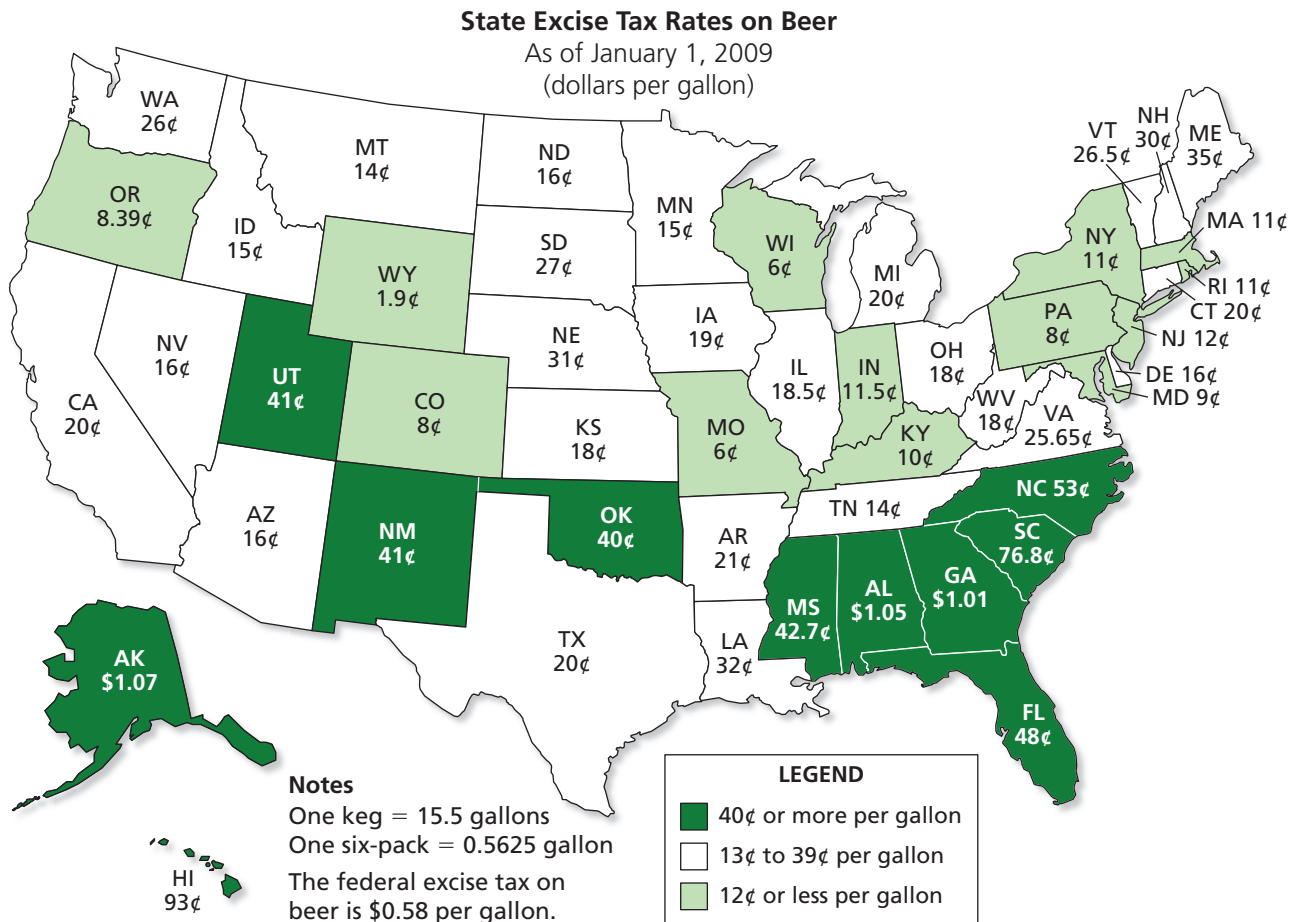 State Excise Tax Rates on Beer
As of January 1, 2009
(dollars per gallon)
WA
26¢
MT
14¢
ND
16¢
MN
15¢
VT
26.5¢
NH
30¢
ME
35¢
OR
8.39¢
ID
15¢
WY
1.9¢
SD
27¢
WI
6¢
MI
20¢
NY
11¢
MA 11¢
RI 11¢
CT 20¢
NJ 12¢
DE 16¢
MD 9¢
PA
8¢
NV
16¢
UT
41¢
CO
8¢
NE
31¢
IA
19¢
IL
18.5¢
IN
11.5¢
OH
18¢
WV
18¢
VA
25.65¢
CA
20¢
KS
18¢
MO
6¢
KY
10¢
AZ
16¢
NM
41¢
OK
40¢
AR
21¢
TN 14¢
NC 53¢
SC
76.8¢
MS
42.7¢
AL
$1.05
GA
$1.01
TX
20¢
LA
32¢
FL
48¢
AK
$1.07
HI
93¢
Notes
One keg = 15.5 gallons
One six-pack = 0.5625 gallon
The federal excise tax on
beer is $0.58 per gallon.
LEGEND
40¢ or more per gallon
13¢ to 39¢ per gallon
12¢ or less per gallon